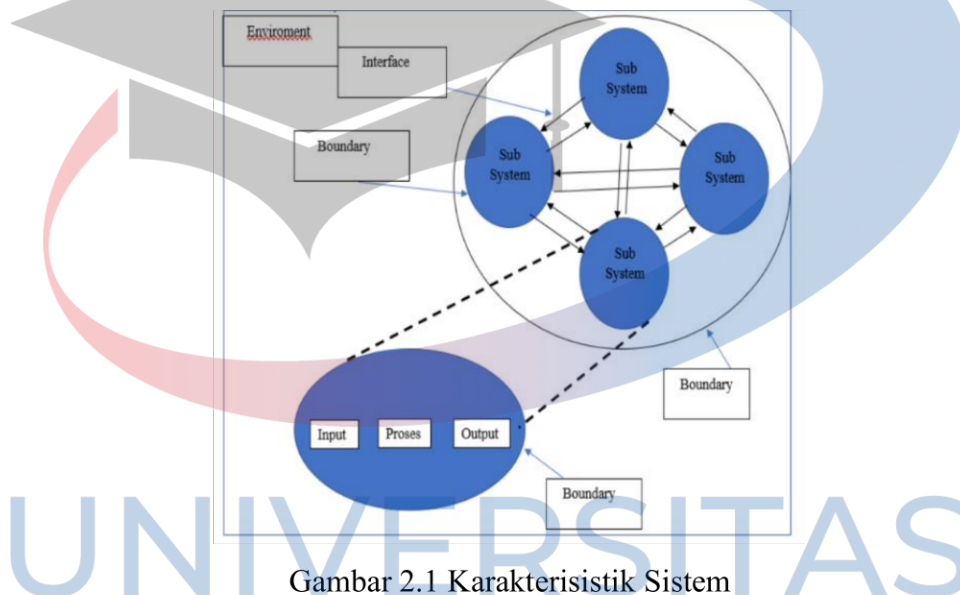 Enviroment
Interface
Boundary
Sub
System
Sub
System
Sub
System
Sub
System
Boundary
Input
Proses
Output
Boundary
UNIVERSITAS
Gambar 2.1 Karakterisistik Sistem